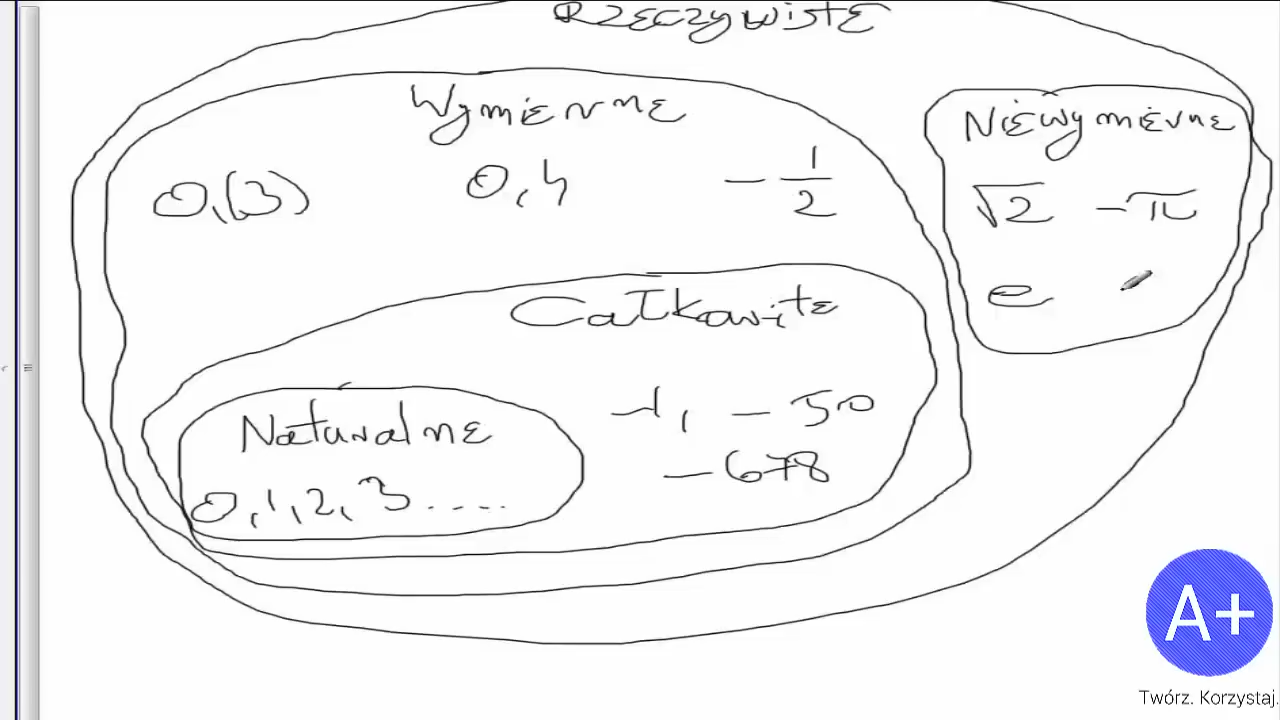 Rzeczywiste
Wymierne
Niewymierne
0,(3) 0,4 -1/2
√2 -π
e
Całkowite
-1, -50
-678
Naturalne
0,1,2,3.....
A+
Twórz. Korzystaj.